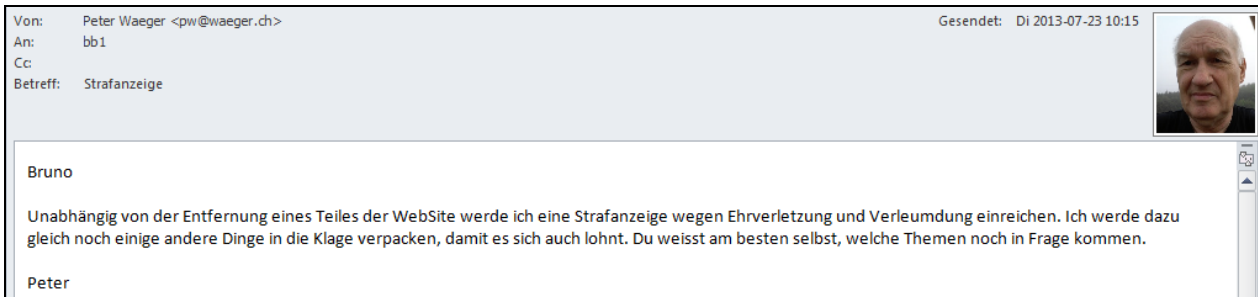 Von: Peter Waeger <pw@waeger.ch> Gesendet: Di 2013-07-23 10:15
An: bb1
Cc:
Betreff: Strafanzeige
Bruno
Unabhängig von der Entfernung eines Teiles der WebSite werde ich eine Strafanzeige wegen Ehrverletzung und Verleumdung einreichen. Ich werde dazu
gleich noch einige andere Dinge in die Klage verpacken, damit es sich auch lohnt. Du weisst am besten selbst, welche Themen noch in Frage kommen.
Peter